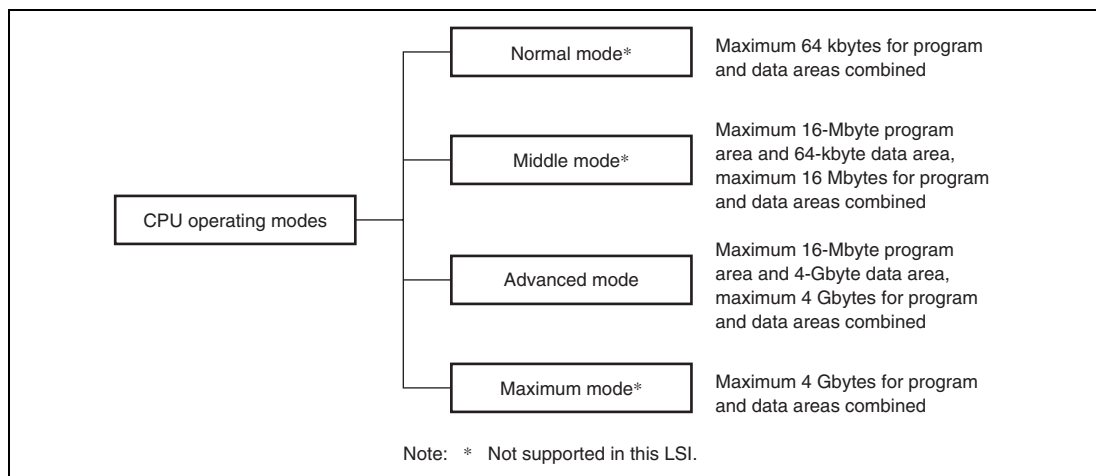 Normal mode*
Maximum 64 kbytes for program
and data areas combined
Middle mode*
Maximum 16-Mbyte program
area and 64-kbyte data area,
maximum 16 Mbytes for program
and data areas combined
CPU operating modes
Advanced mode
Maximum 16-Mbyte program
area and 4-Gbyte data area,
maximum 4 Gbytes for program
and data areas combined
Maximum mode*
Maximum 4 Gbytes for program
and data areas combined
Note: * Not supported in this LSI.